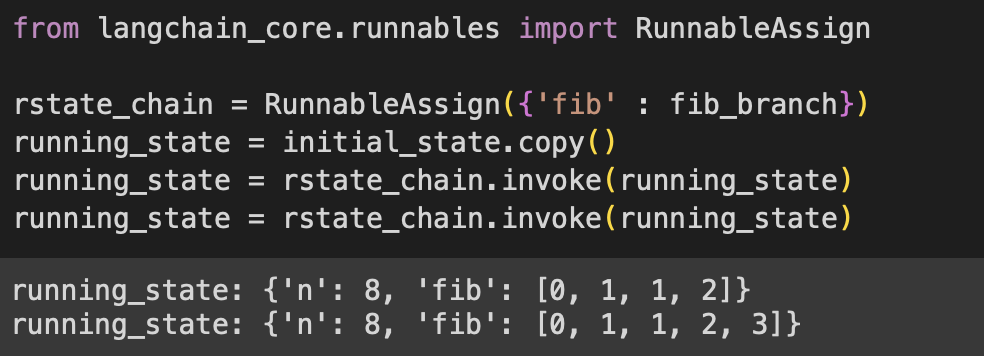 from langchain_core.runnables import RunnableAssign
rstate_chain = RunnableAssign({'fib' : fib_branch})
running_state = initial_state.copy()
running_state = rstate_chain.invoke(running_state)
running_state = rstate_chain.invoke(running_state)
running_state: {'n': 8, 'fib': [0, 1, 1, 2]}
running_state: {'n': 8, 'fib': [0, 1, 1, 2, 3]}